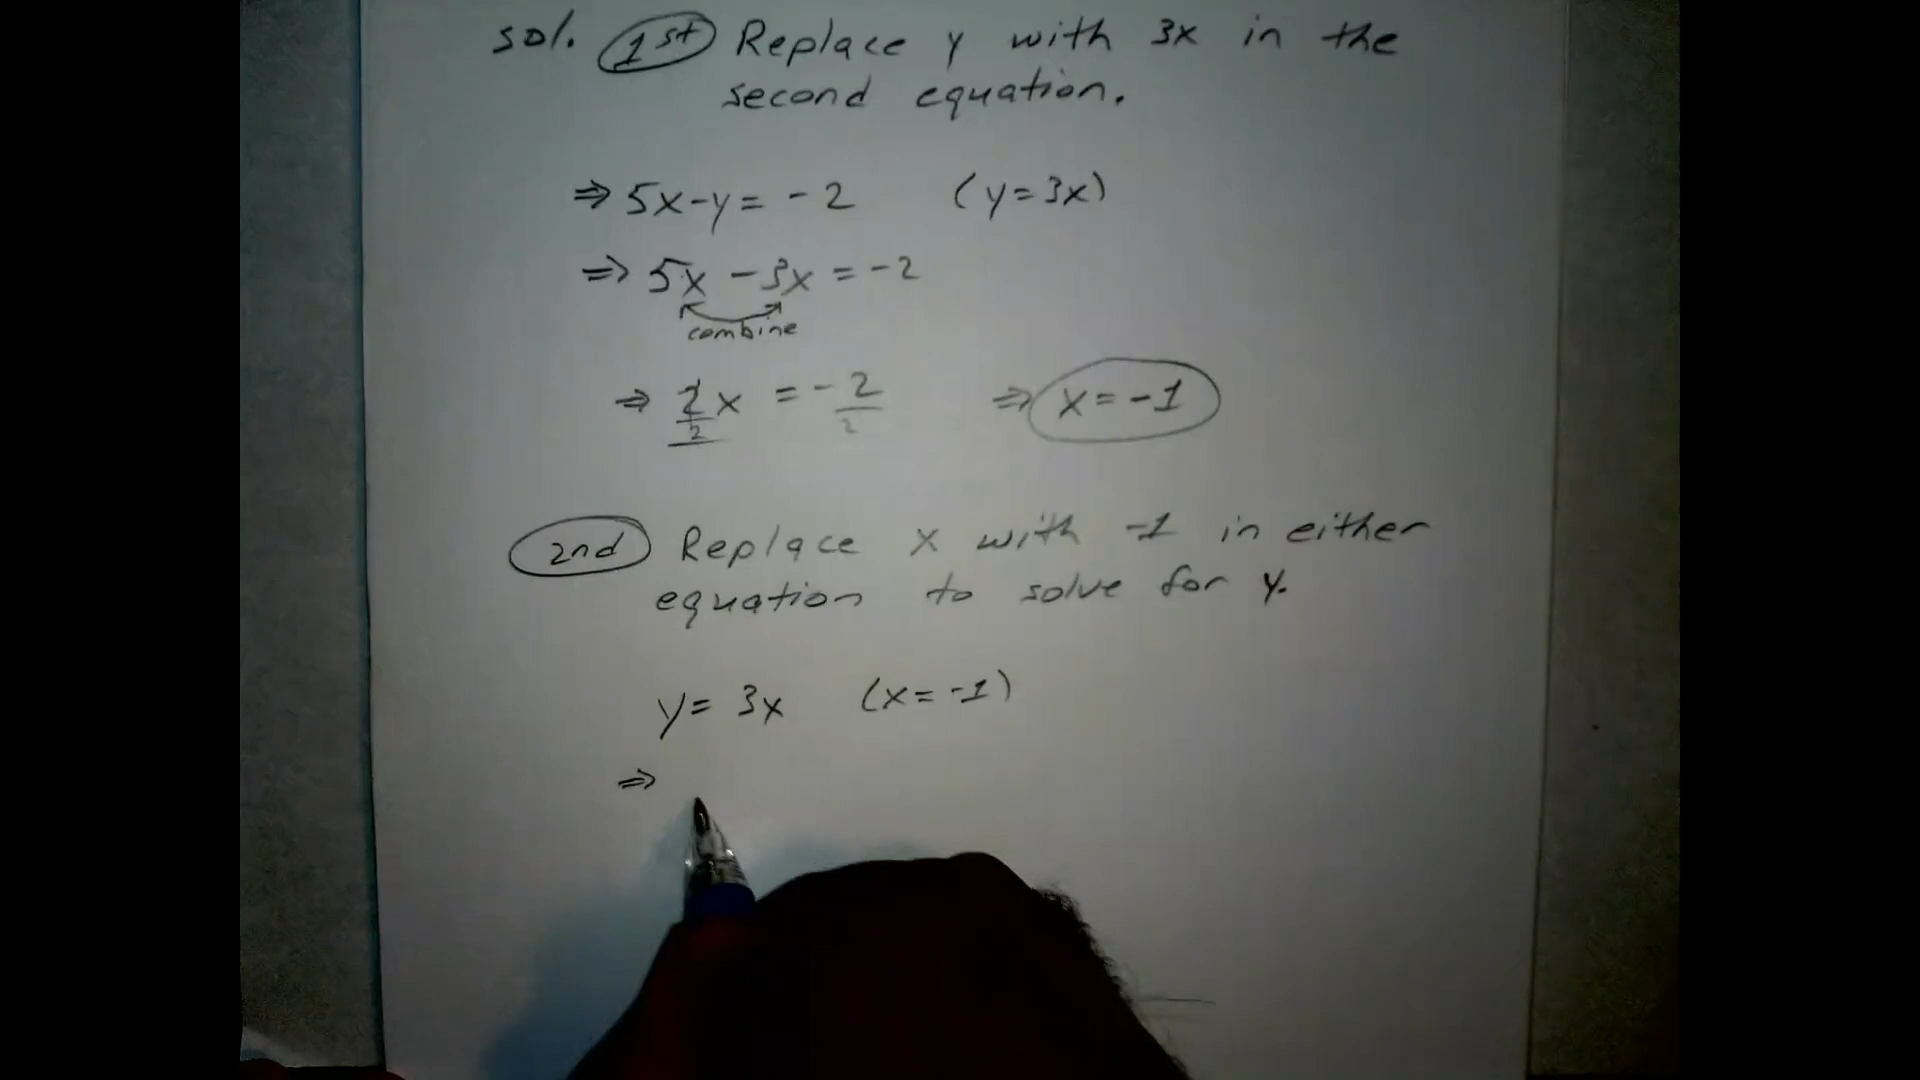 sol. 1st Replace y with 3x in the
second equation.
⇒ 5x-y = -2 (y=3x)
⇒ 5x - 3x = -2
combine
⇒ 2x = -2 ⇒ x = -1
2 2
2nd Replace x with -1 in either
equation to solve for y.
y = 3x (x = -1)
⇒